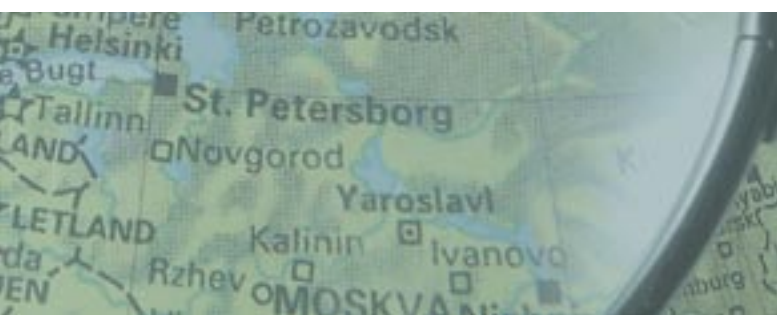 Petrozavodsk
Helsinki
Bugt
St. Petersborg
Tallinn
Novgorod
LETLAND
Yaroslavl
Kalinin
Ivanovo
Rzhev
MOSKVA